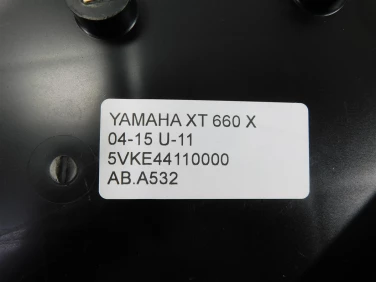 YAMAHA XT 660 X
04-15 U-11
5VKE44110000
AB.A532